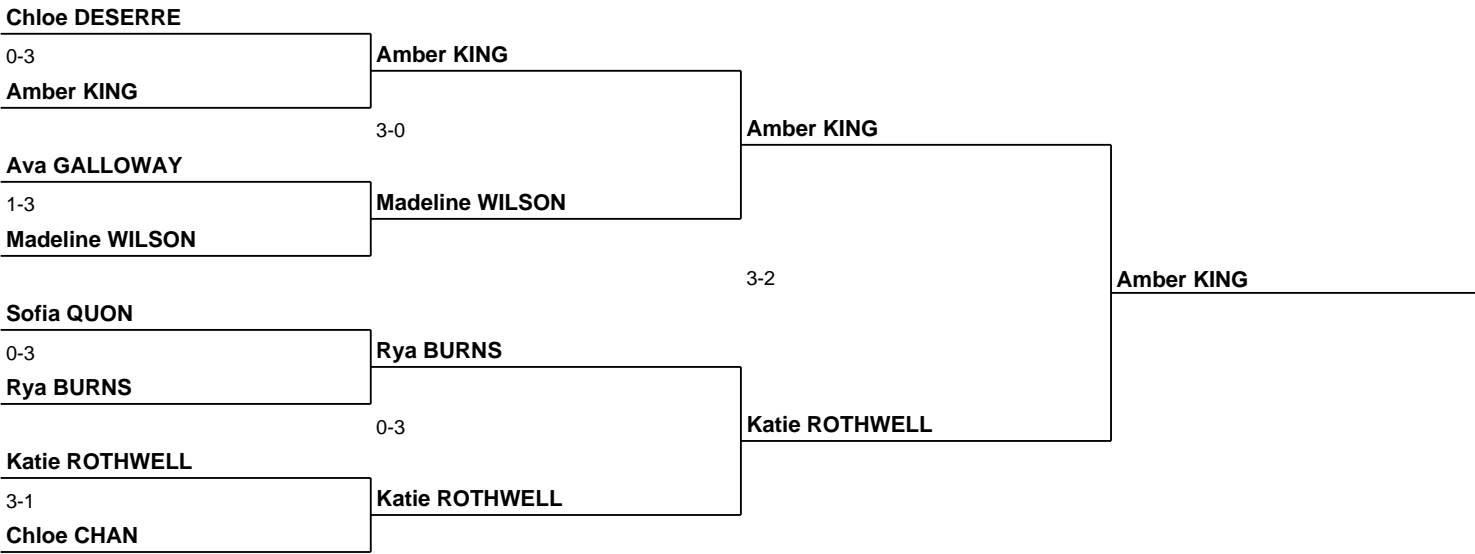 Chloe DESERRE
0-3
Amber KING
Amber KING
3-0
Amber KING
Ava GALLOWAY
1-3
Madeline WILSON
Madeline WILSON
3-2
Amber KING
Sofia QUON
0-3
Rya BURNS
Rya BURNS
0-3
Katie ROTHWELL
Katie ROTHWELL
3-1
Katie ROTHWELL
Chloe CHAN